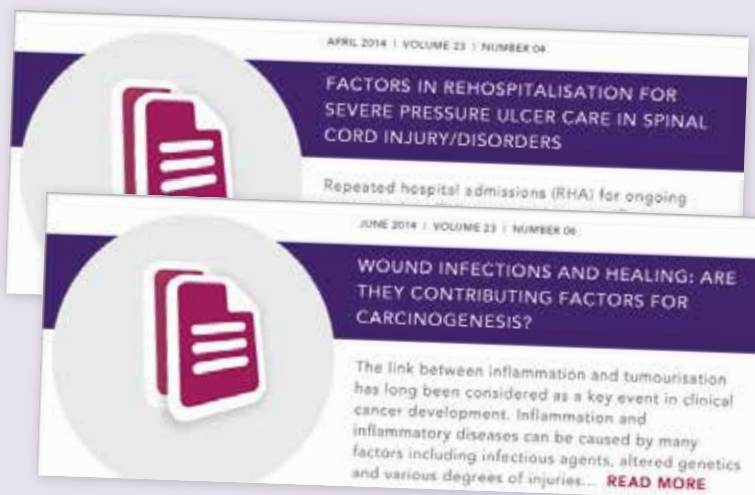 APRIL 2014 | VOLUME 23 | NUMBER 04
FACTORS IN REHOSPITALISATION FOR
SEVERE PRESSURE ULCER CARE IN SPINAL
CORD INJURY/DISORDERS
Repeated hospital admissions (RHA) for ongoing
JUNE 2014 | VOLUME 23 | NUMBER 06
WOUND INFECTIONS AND HEALING: ARE
THEY CONTRIBUTING FACTORS FOR
CARCINOGENESIS?
The link between inflammation and tumourisation
has long been considered as a key event in clinical
cancer development. Inflammation and
inflammatory diseases can be caused by many
factors including infectious agents, altered genetics
and various degrees of injuries... READ MORE